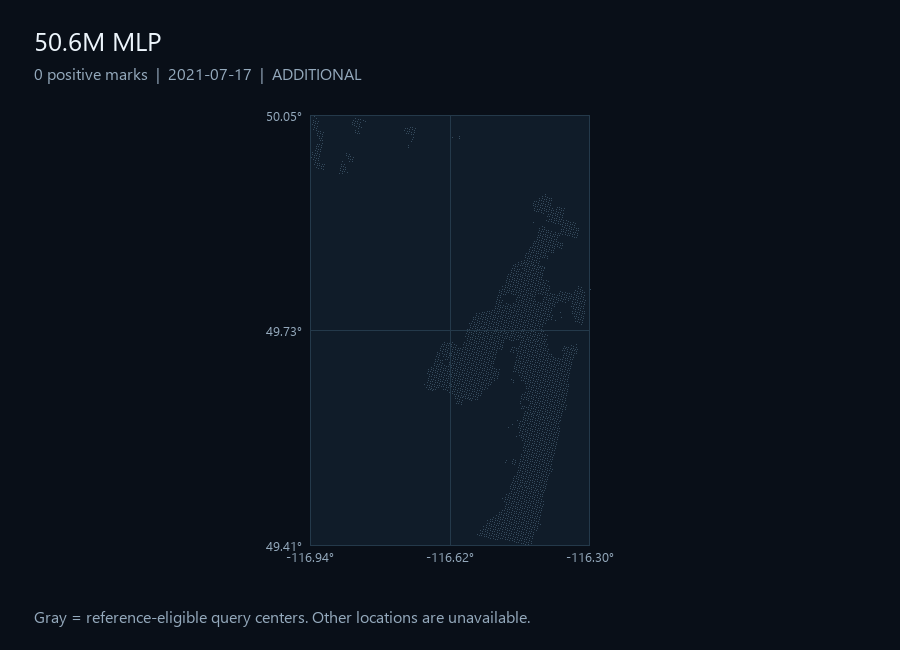 50.6M MLP
0 positive marks | 2021-07-17 | ADDITIONAL
50.05°
49.73°
49.41°
-116.94° -116.62° -116.30°
Gray = reference-eligible query centers. Other locations are unavailable.